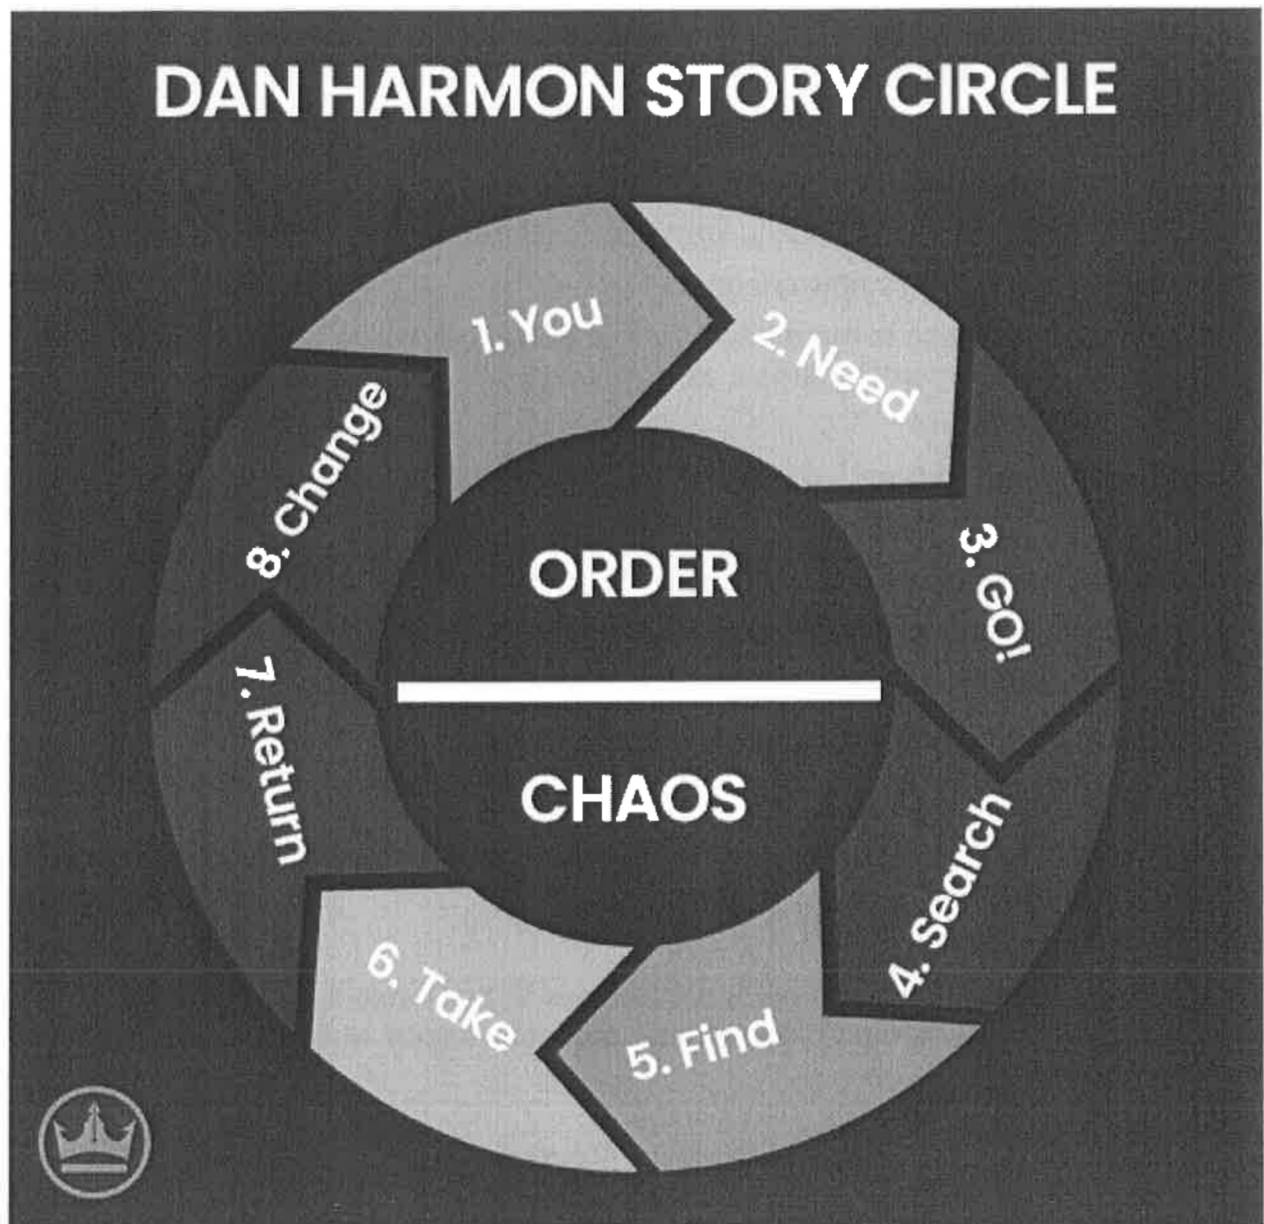 DAN HARMON STORY CIRCLE
1. You
2. Need
3. GO!
4. Search
5. Find
6. Take
7. Return
8. Change
ORDER
CHAOS